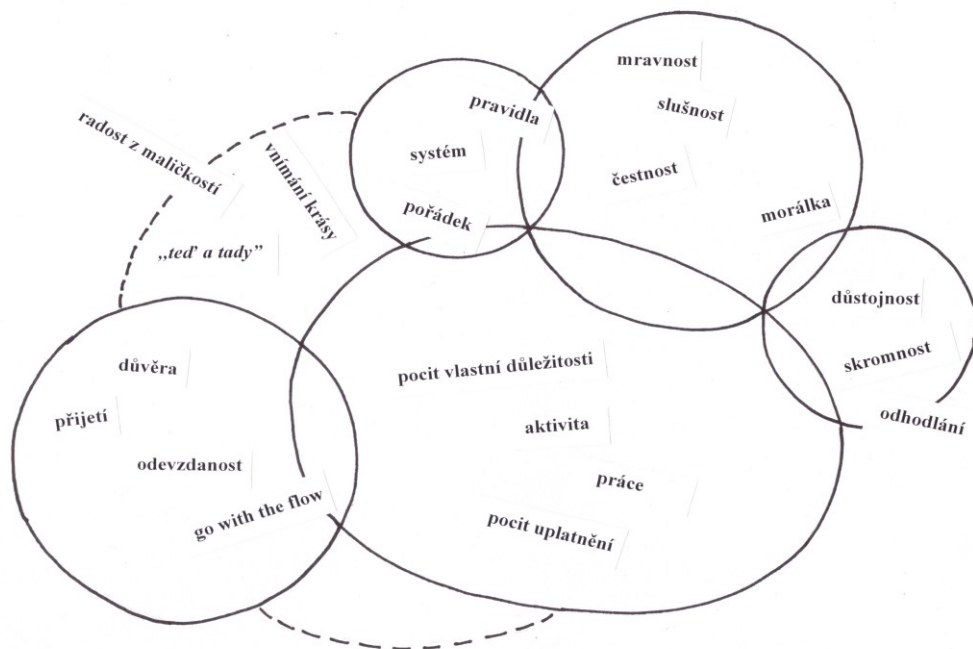 mravnost
slušnost
pravidla
systém
čestnost
radost z maličkostí
vnímání krásy
morálka
pořádek
„teď a tady”
důstojnost
skromnost
odhodlání
důvěra
pocit vlastní důležitosti
přijetí
aktivita
odevzdanost
práce
go with the flow
pocit uplatnění